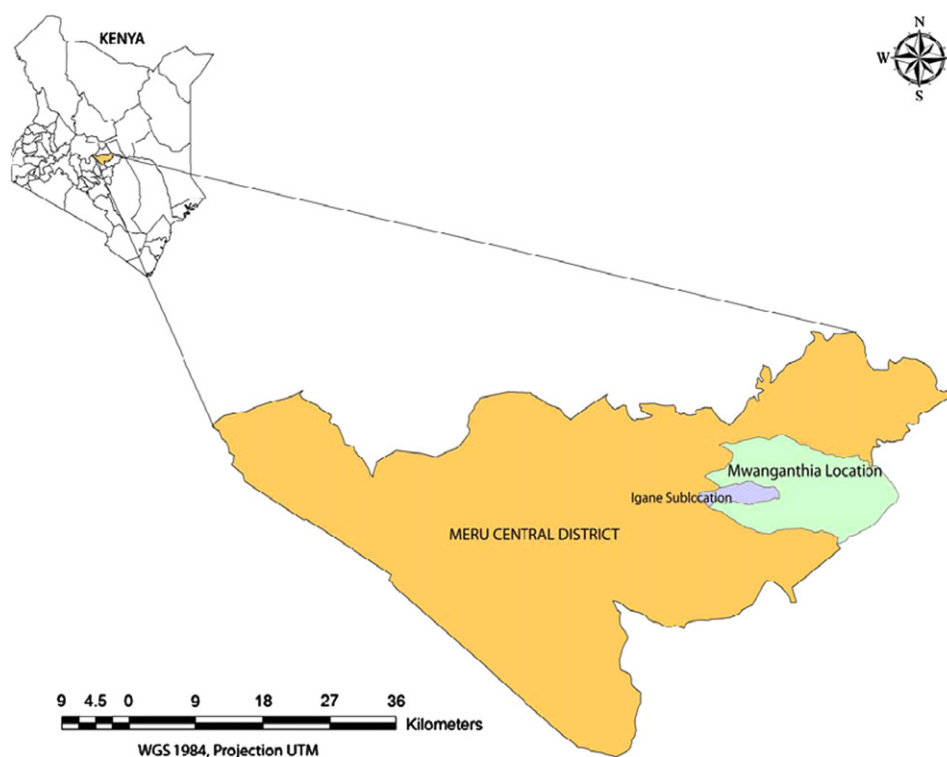 KENYA
N
W
E
S
Mwanganthia Location
Igane Sublocation
MERU CENTRAL DISTRICT
9 4.5 0 9 18 27 36
Kilometers
WGS 1984, Projection UTM